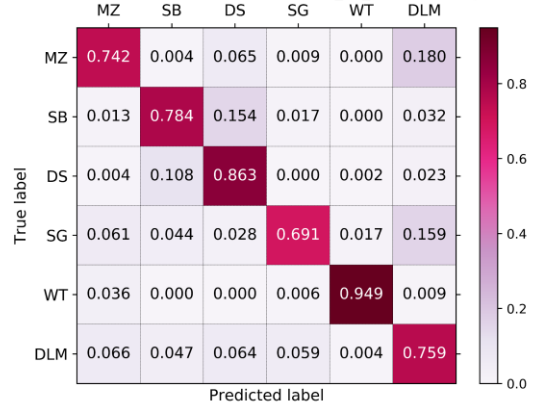 MZ SB DS SG WT DLM
MZ 0.742 0.004 0.065 0.009 0.000 0.180
SB 0.013 0.784 0.154 0.017 0.000 0.032
DS 0.004 0.108 0.863 0.000 0.002 0.023
SG 0.061 0.044 0.028 0.691 0.017 0.159
WT 0.036 0.000 0.000 0.006 0.949 0.009
DLM 0.066 0.047 0.064 0.059 0.004 0.759
True label
Predicted label
0.8
0.6
0.4
0.2
0.0